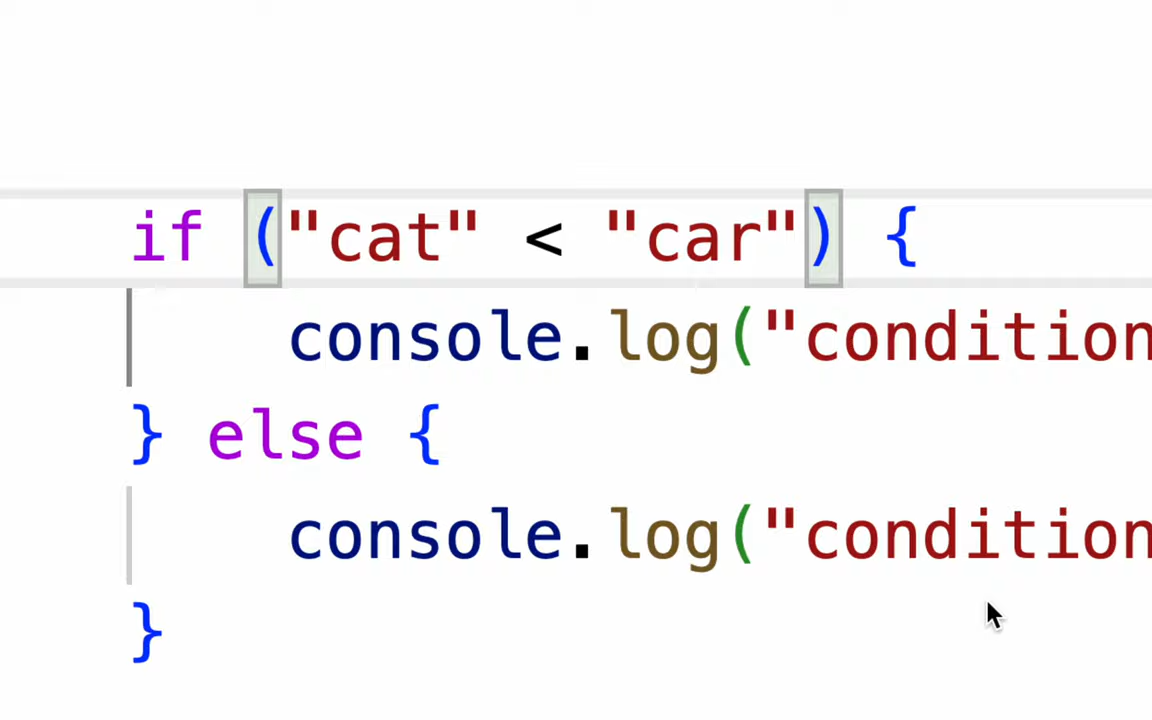 if ("cat" < "car") {
console.log("condition
} else {
console.log("condition
}